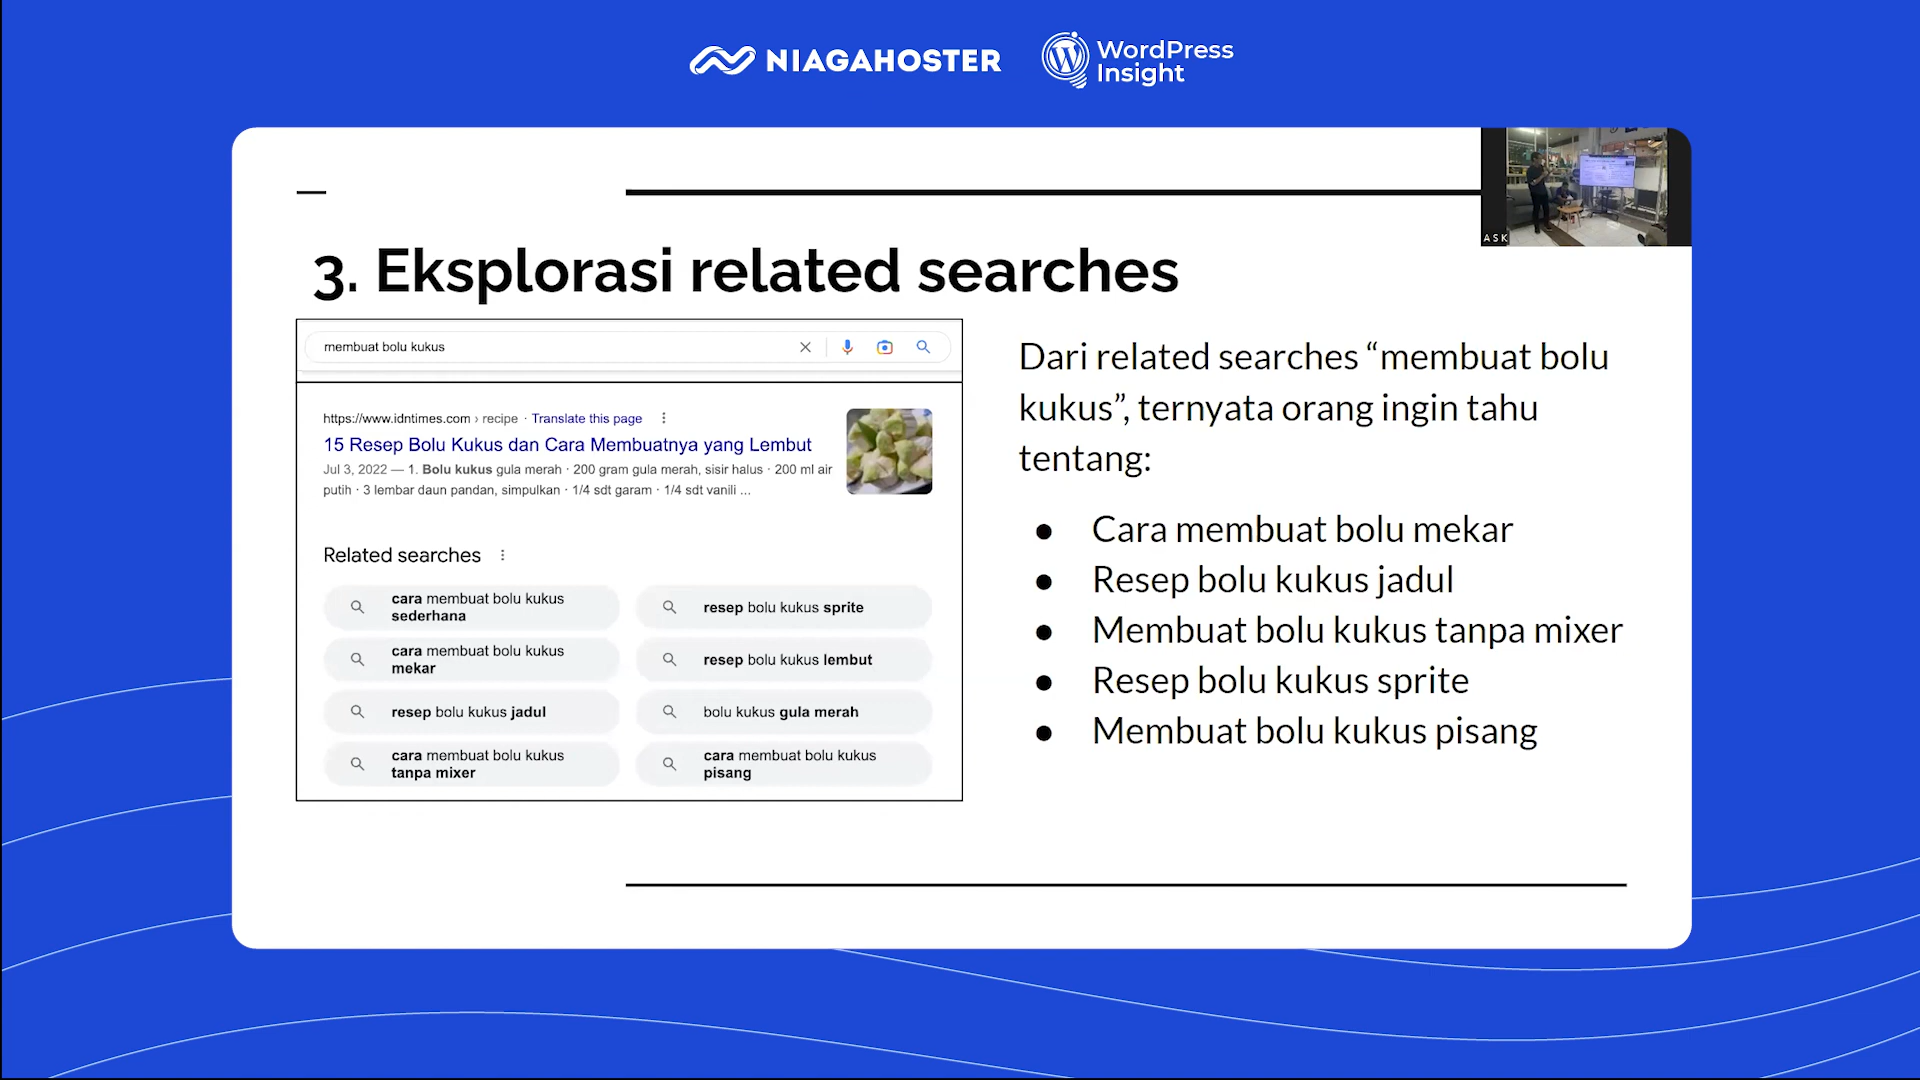 NIAGAHOSTER
WordPress
Insight
ASK
3. Eksplorasi related searches
membuat bolu kukus
https://www.idntimes.com › recipe · Translate this page
15 Resep Bolu Kukus dan Cara Membuatnya yang Lembut
Jul 3, 2022 — 1. Bolu kukus gula merah · 200 gram gula merah, sisir halus · 200 ml air
putih · 3 lembar daun pandan, simpulkan · 1/4 sdt garam · 1/4 sdt vanili ...
Related searches
cara membuat bolu kukus
sederhana
resep bolu kukus sprite
cara membuat bolu kukus
mekar
resep bolu kukus lembut
resep bolu kukus jadul
bolu kukus gula merah
cara membuat bolu kukus
tanpa mixer
cara membuat bolu kukus
pisang
Dari related searches “membuat bolu
kukus”, ternyata orang ingin tahu
tentang:
● Cara membuat bolu mekar
● Resep bolu kukus jadul
● Membuat bolu kukus tanpa mixer
● Resep bolu kukus sprite
● Membuat bolu kukus pisang